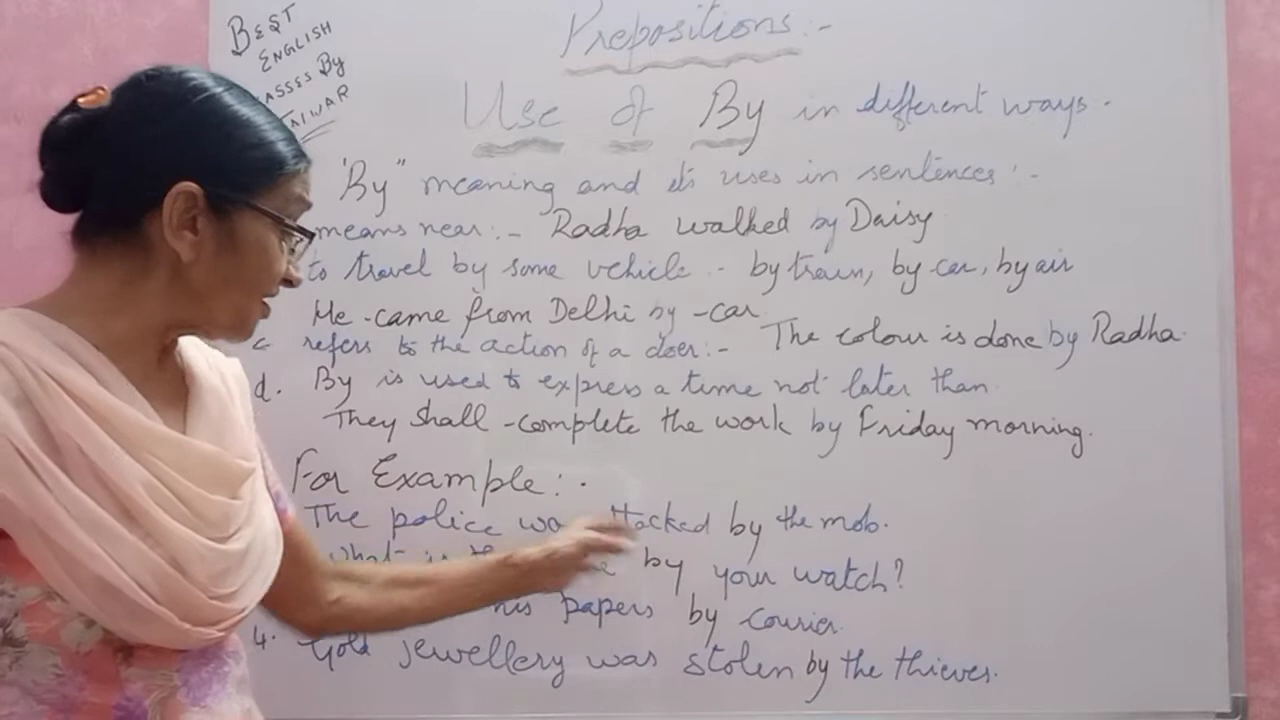 BEST
ENGLISH
By
Prepositions:-
Use of By in different ways.
'By" meaning and its uses in sentences:-
means near:- Radha walked by Daisy
to travel by some vehicle - by train, by car, by air
He came from Delhi by car
c refers to the action of a doer:- The colour is done by Radha.
d. By is used to express a time not later than
They shall complete the work by Friday morning.
For Example:-
The police by the mob.
What is by your watch?
his papers by courier.
4. Gold jewellery was stolen by the thieves.